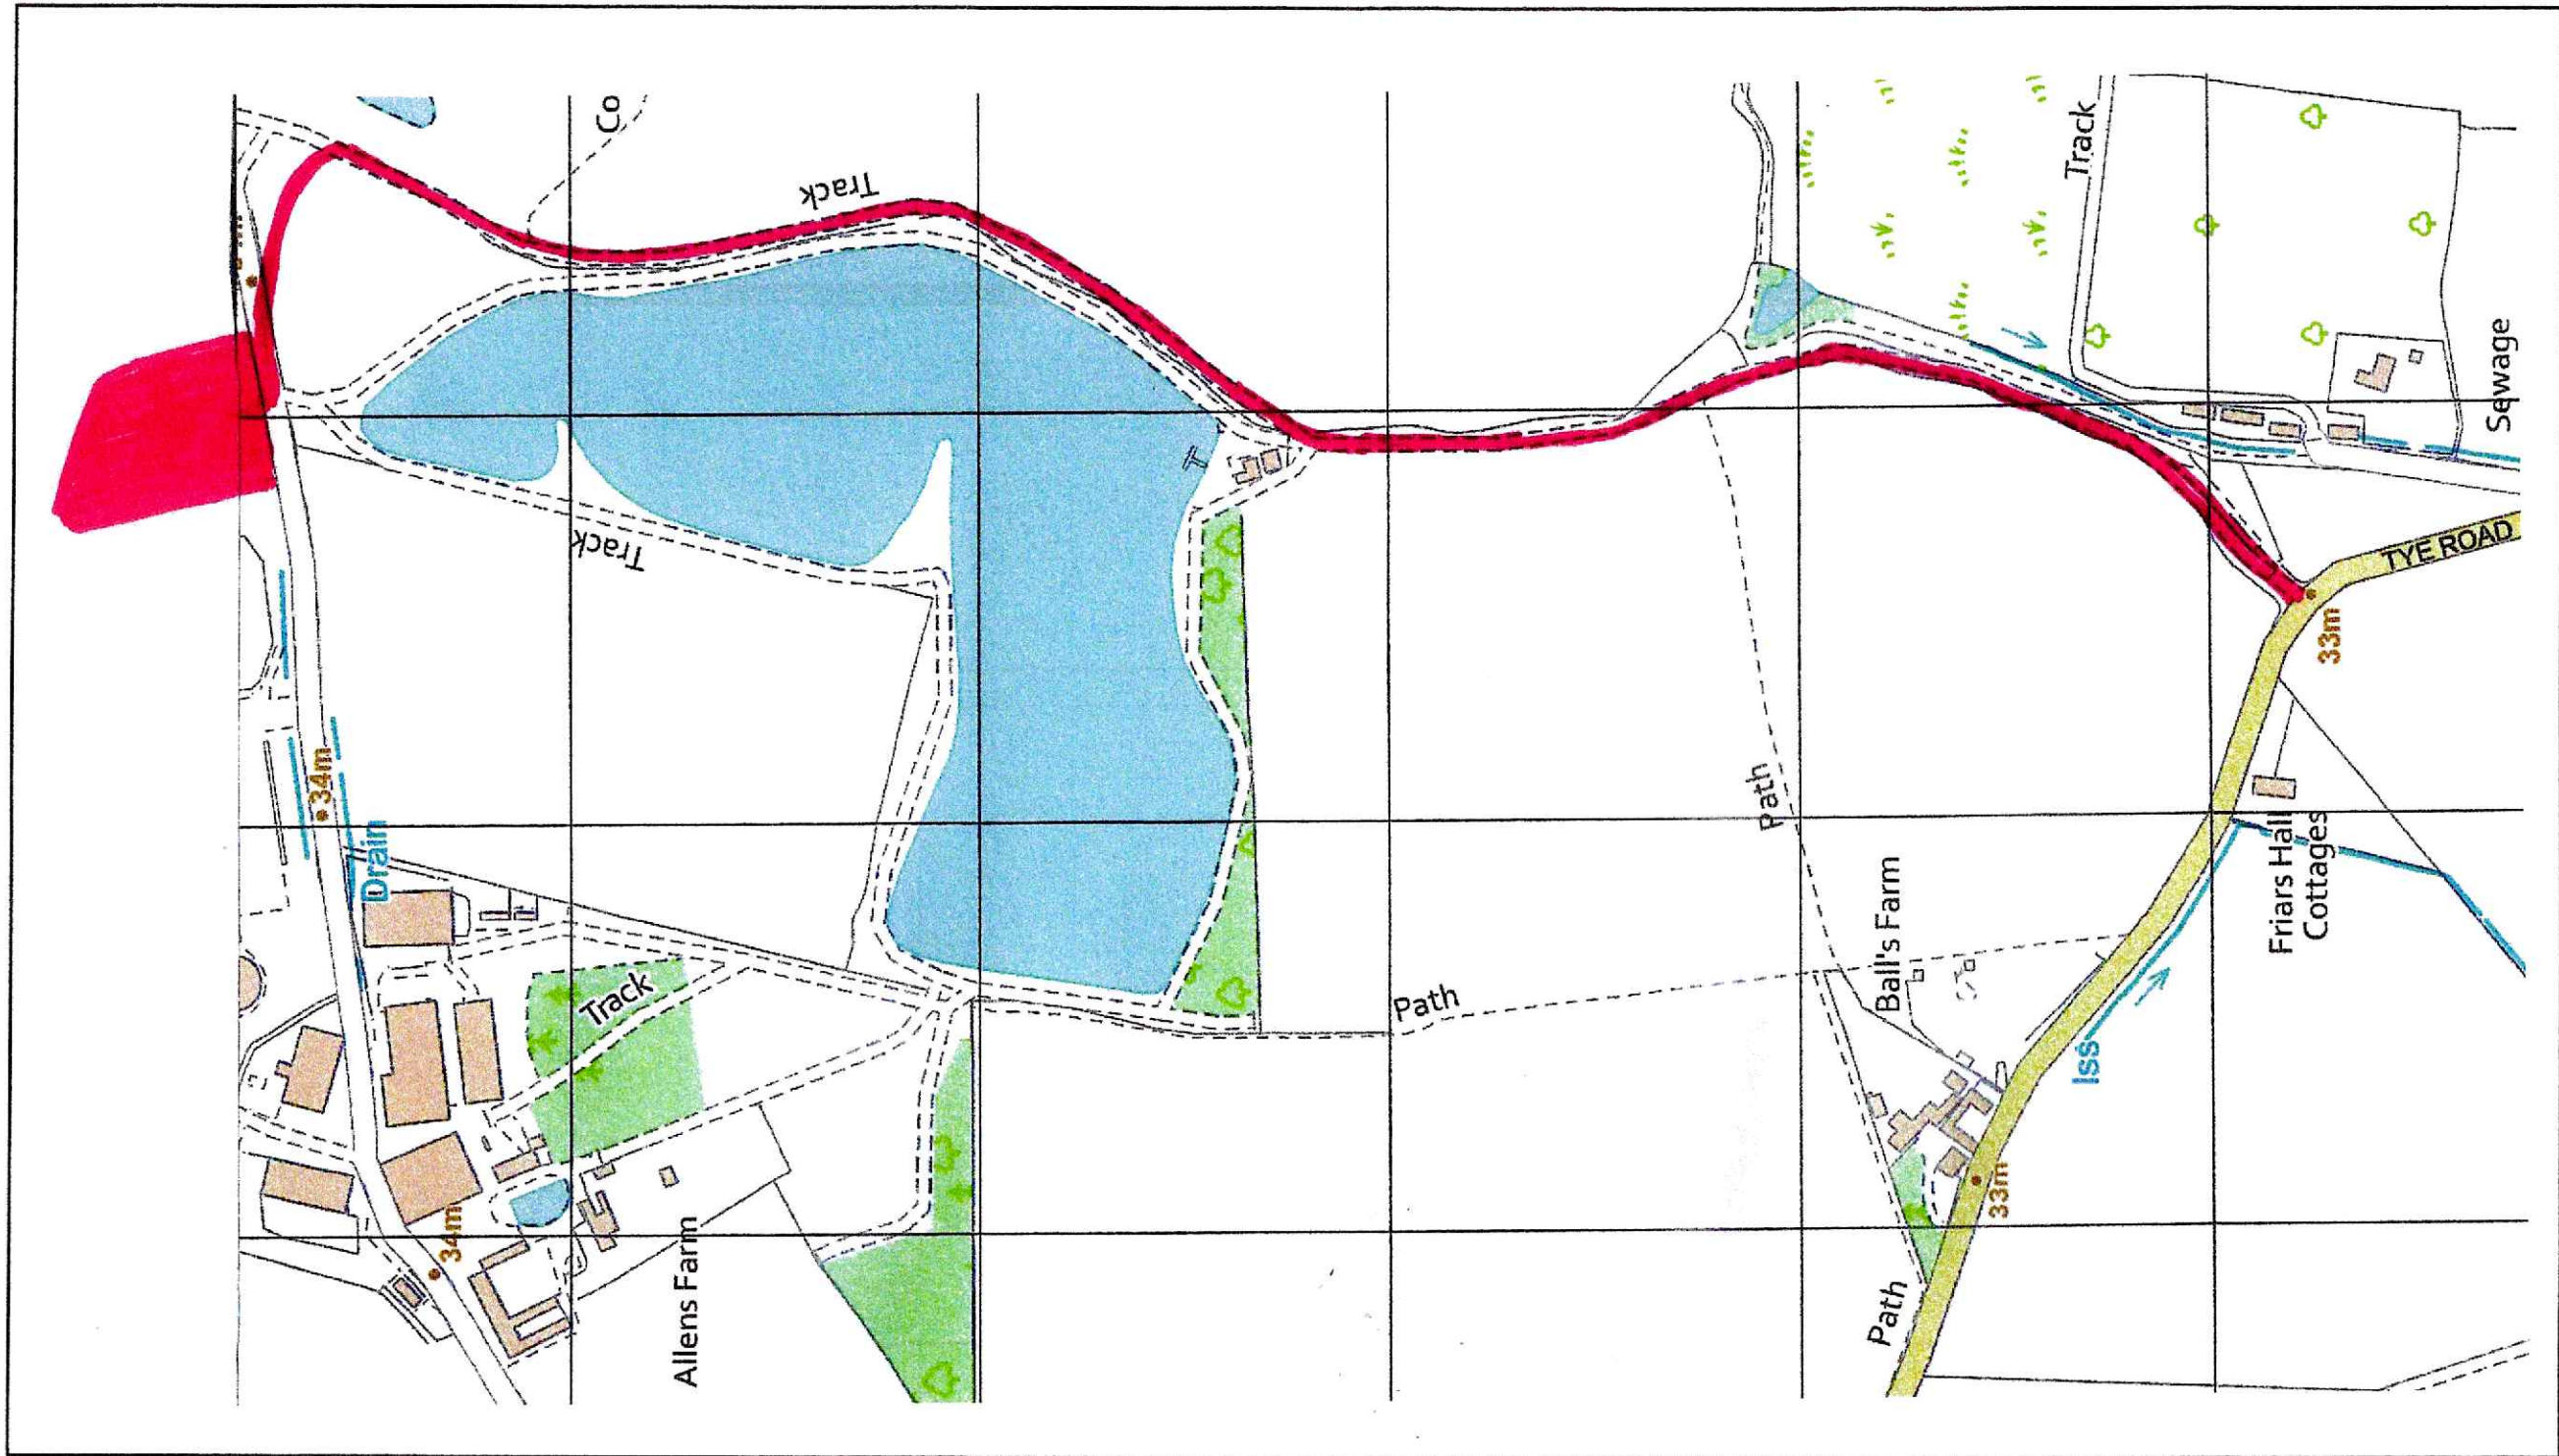 Co
Track
Track
Sewage
Track
TYE ROAD
33m
34m
Drain
Path
Friars Hall
Cottages
Ball's Farm
Track
Path
Iss
33m
34m
Allens Farm
Path